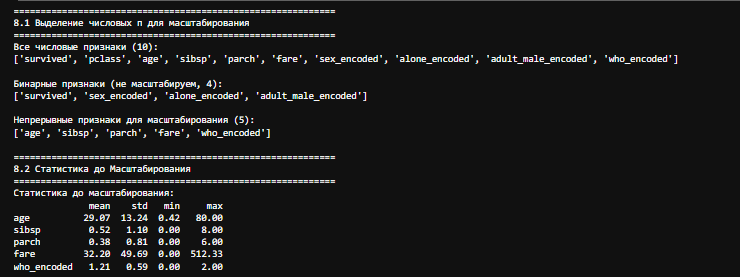 ============================================================
8.1 Выделение числовых п для масштабирования
============================================================
Все числовые признаки (10):
['survived', 'pclass', 'age', 'sibsp', 'parch', 'fare', 'sex_encoded', 'alone_encoded', 'adult_male_encoded', 'who_encoded']
Бинарные признаки (не масштабируем, 4):
['survived', 'sex_encoded', 'alone_encoded', 'adult_male_encoded']
Непрерывные признаки для масштабирования (5):
['age', 'sibsp', 'parch', 'fare', 'who_encoded']
============================================================
8.2 Статистика до Масштабирования
============================================================
Статистика до масштабирования:
mean std min max
age 29.07 13.24 0.42 80.00
sibsp 0.52 1.10 0.00 8.00
parch 0.38 0.81 0.00 6.00
fare 32.20 49.69 0.00 512.33
who_encoded 1.21 0.59 0.00 2.00